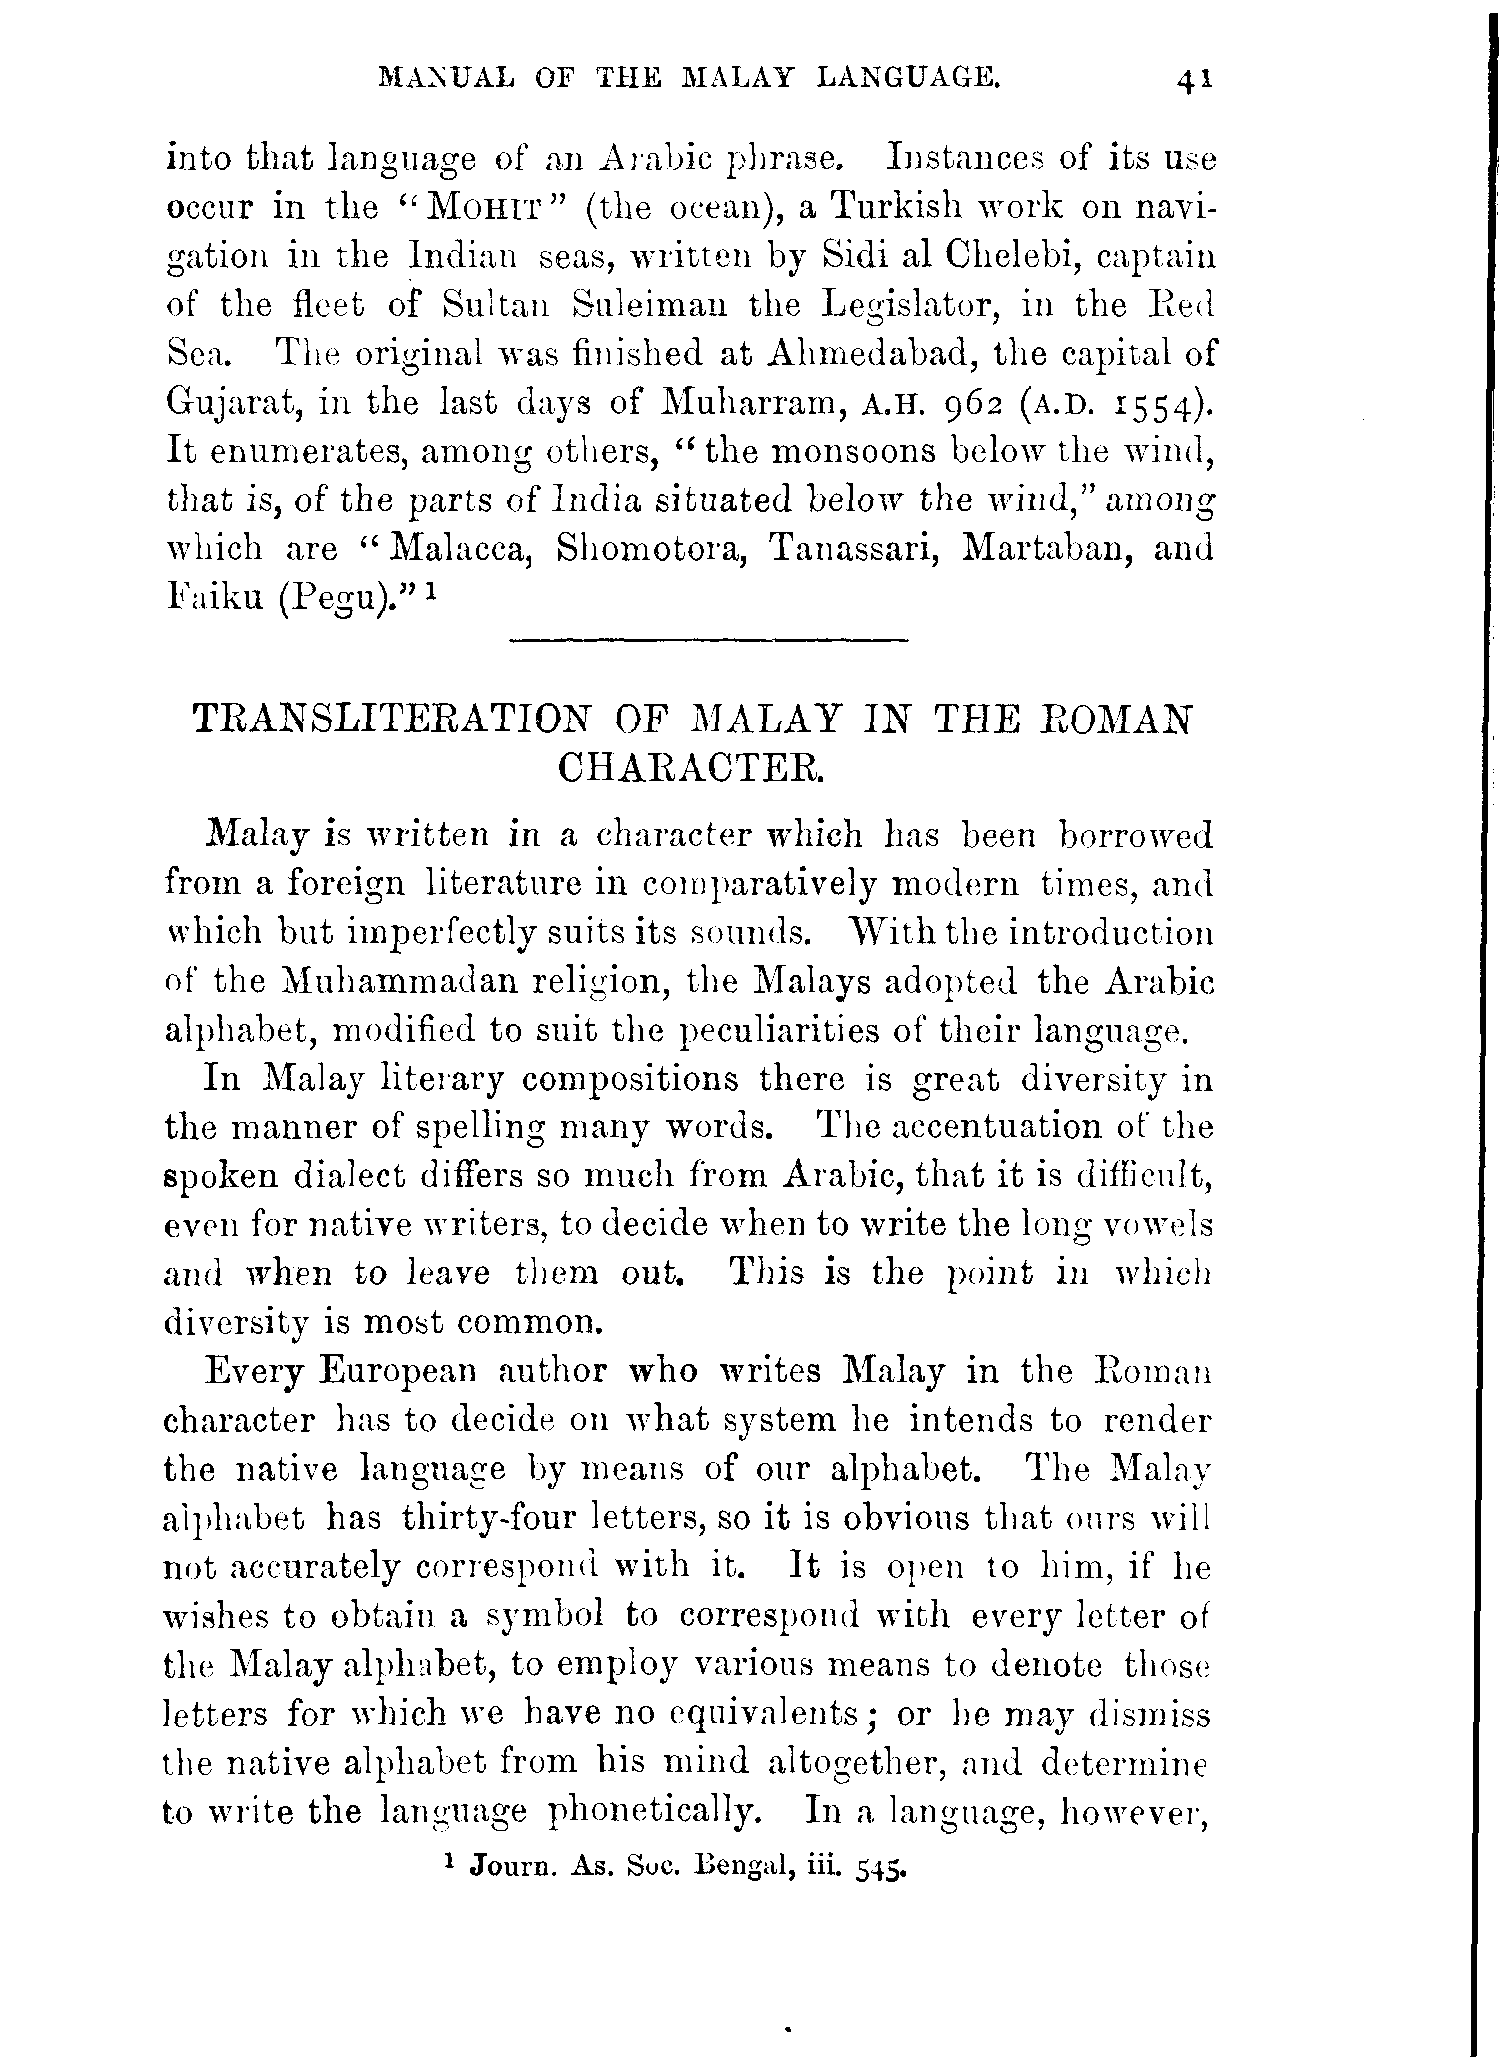 MANUAL OF THE MALAY LANGUAGE. 41
into that language of an Arabic phrase. Instances of its use
occur in the “MOHIT” (the ocean), a Turkish work on navi-
gation in the Indian seas, written by Sidi al Chelebi, captain
of the fleet of Sultan Suleiman the Legislator, in the Red
Sea. The original was finished at Ahmedabad, the capital of
Gujarat, in the last days of Muharram, A.H. 962 (A.D. 1554).
It enumerates, among others, “the monsoons below the wind,
that is, of the parts of India situated below the wind,” among
which are “Malacca, Shomotora, Tanassari, Martaban, and
Faiku (Pegu).”1
TRANSLITERATION OF MALAY IN THE ROMAN
CHARACTER.
Malay is written in a character which has been borrowed
from a foreign literature in comparatively modern times, and
which but imperfectly suits its sounds. With the introduction
of the Muhammadan religion, the Malays adopted the Arabic
alphabet, modified to suit the peculiarities of their language.
In Malay literary compositions there is great diversity in
the manner of spelling many words. The accentuation of the
spoken dialect differs so much from Arabic, that it is difficult,
even for native writers, to decide when to write the long vowels
and when to leave them out. This is the point in which
diversity is most common.
Every European author who writes Malay in the Roman
character has to decide on what system he intends to render
the native language by means of our alphabet. The Malay
alphabet has thirty-four letters, so it is obvious that ours will
not accurately correspond with it. It is open to him, if he
wishes to obtain a symbol to correspond with every letter of
the Malay alphabet, to employ various means to denote those
letters for which we have no equivalents; or he may dismiss
the native alphabet from his mind altogether, and determine
to write the language phonetically. In a language, however,
1 Journ. As. Soc. Bengal, iii. 545.